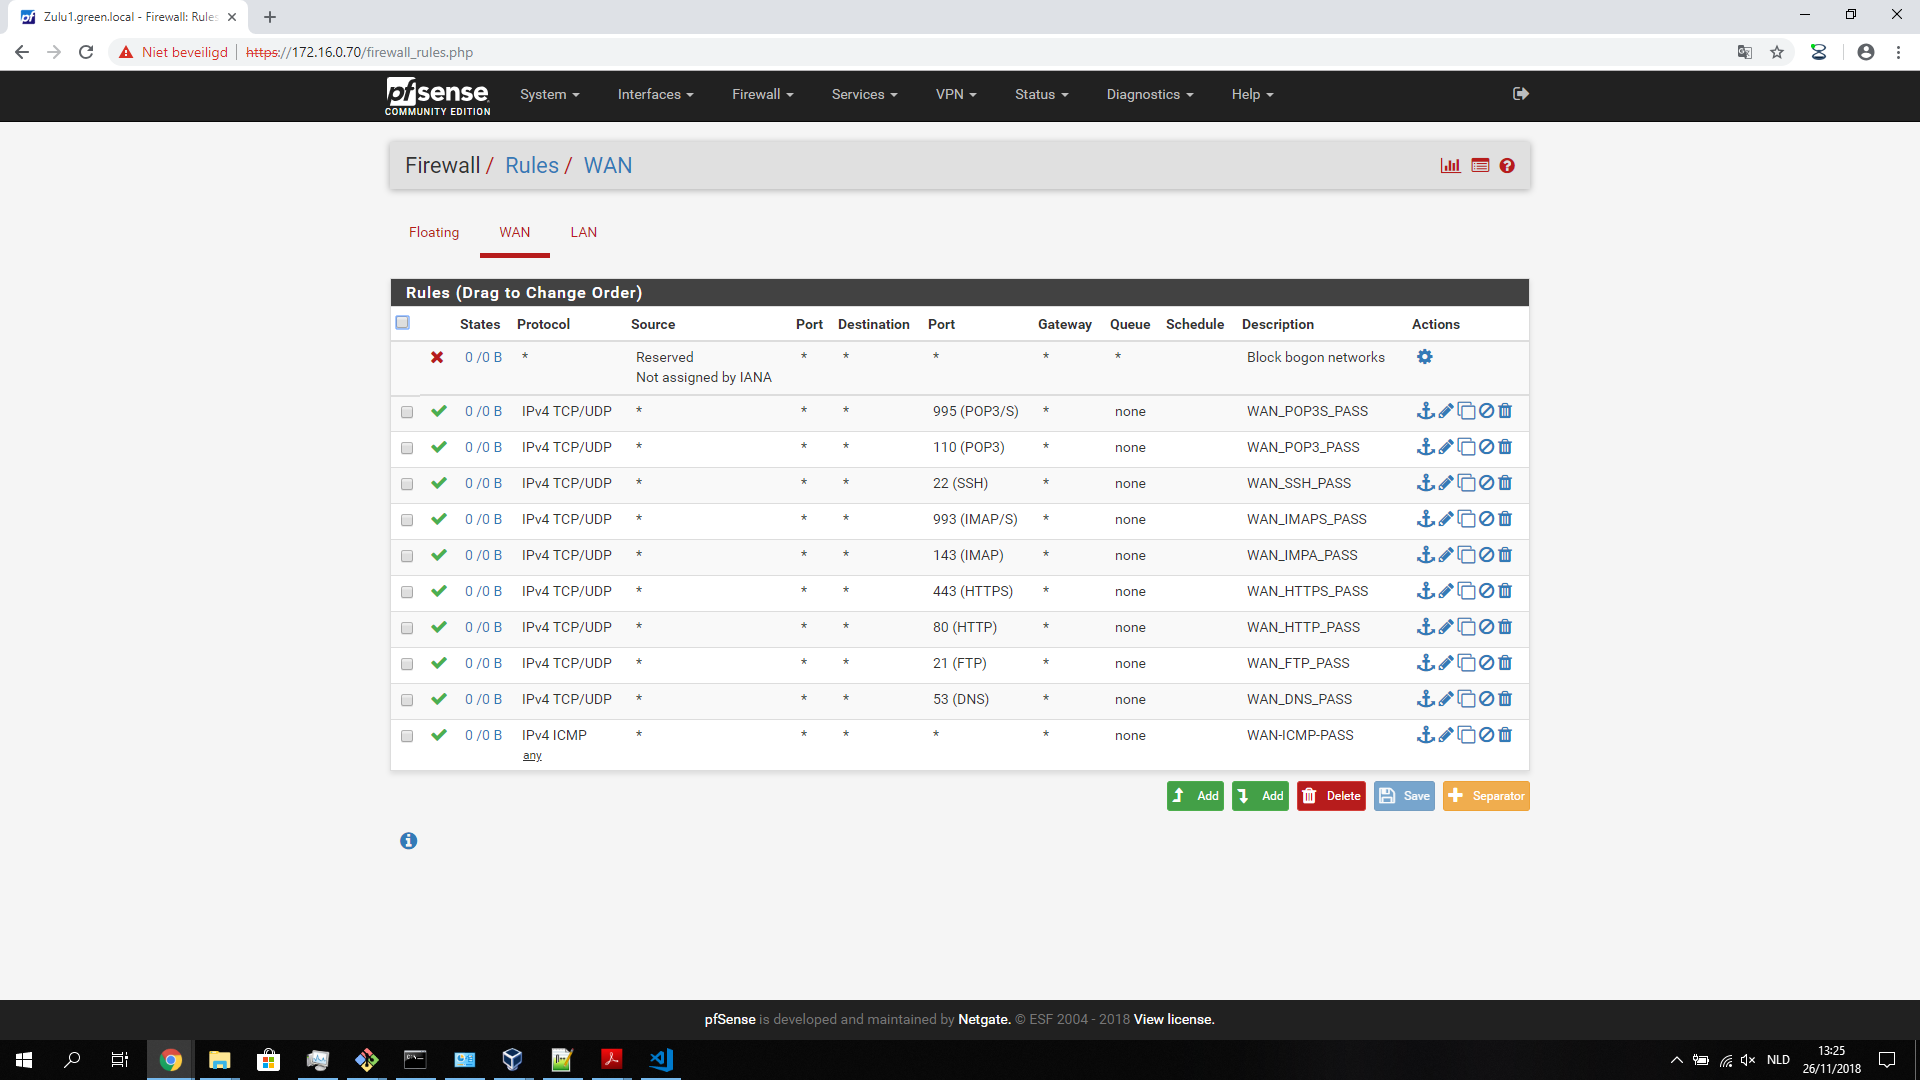 Zulu1.green.local - Firewall: Rules
Niet beveiligd https://172.16.0.70/firewall_rules.php
pfsense COMMUNITY EDITION System Interfaces Firewall Services VPN Status Diagnostics Help
Firewall / Rules / WAN
Floating WAN LAN
Rules (Drag to Change Order)
States Protocol Source Port Destination Port Gateway Queue Schedule Description Actions
0 /0 B * Reserved * * * * * Block bogon networks
Not assigned by IANA
0 /0 B IPv4 TCP/UDP * * * 995 (POP3/S) * none WAN_POP3S_PASS
0 /0 B IPv4 TCP/UDP * * * 110 (POP3) * none WAN_POP3_PASS
0 /0 B IPv4 TCP/UDP * * * 22 (SSH) * none WAN_SSH_PASS
0 /0 B IPv4 TCP/UDP * * * 993 (IMAP/S) * none WAN_IMAPS_PASS
0 /0 B IPv4 TCP/UDP * * * 143 (IMAP) * none WAN_IMPA_PASS
0 /0 B IPv4 TCP/UDP * * * 443 (HTTPS) * none WAN_HTTPS_PASS
0 /0 B IPv4 TCP/UDP * * * 80 (HTTP) * none WAN_HTTP_PASS
0 /0 B IPv4 TCP/UDP * * * 21 (FTP) * none WAN_FTP_PASS
0 /0 B IPv4 TCP/UDP * * * 53 (DNS) * none WAN_DNS_PASS
0 /0 B IPv4 ICMP * * * * * none WAN-ICMP-PASS
any
Add Add Delete Save Separator
pfSense is developed and maintained by Netgate. © ESF 2004 - 2018 View license.
NLD 13:25
26/11/2018